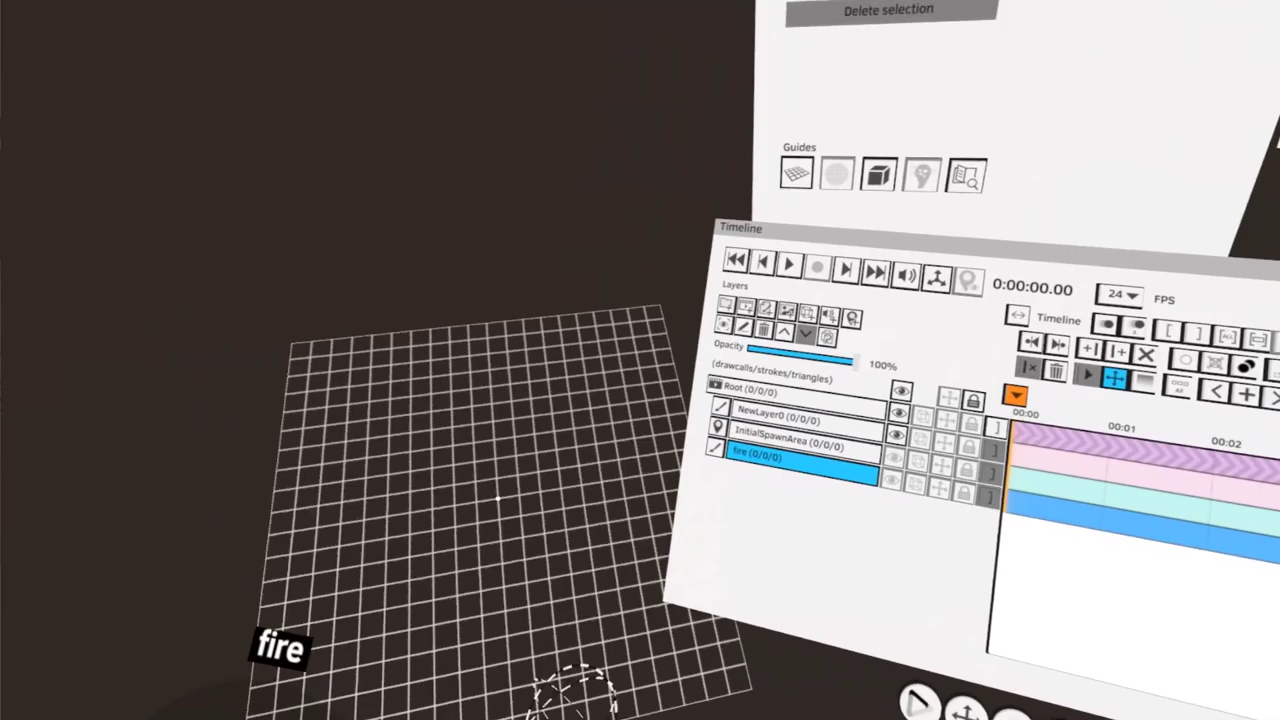 Delete selection
Guides
Timeline
0:00:00.00
24
FPS
Layers
Timeline
Opacity
100%
(drawcalls/strokes/triangles)
Root (0/0/0)
NewLayer0 (0/0/0)
InitialSpawnArea (0/0/0)
fire (0/0/0)
00:00
00:01
00:02
fire